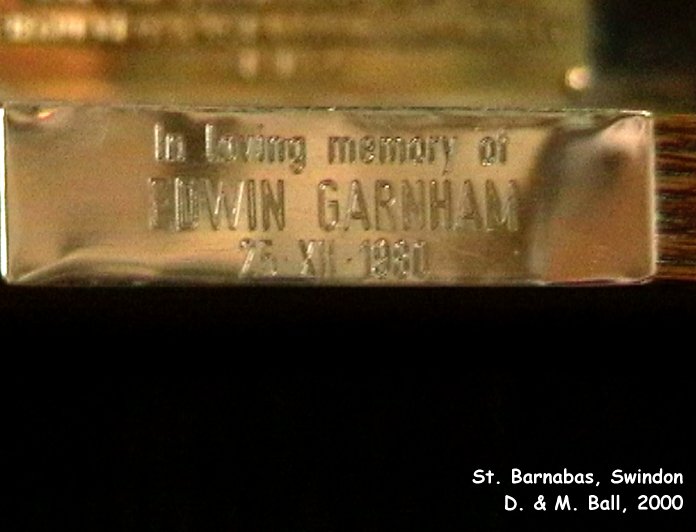 In loving memory of
EDWIN GARNHAM
25·XII·1980
St. Barnabas, Swindon
D. & M. Ball, 2000